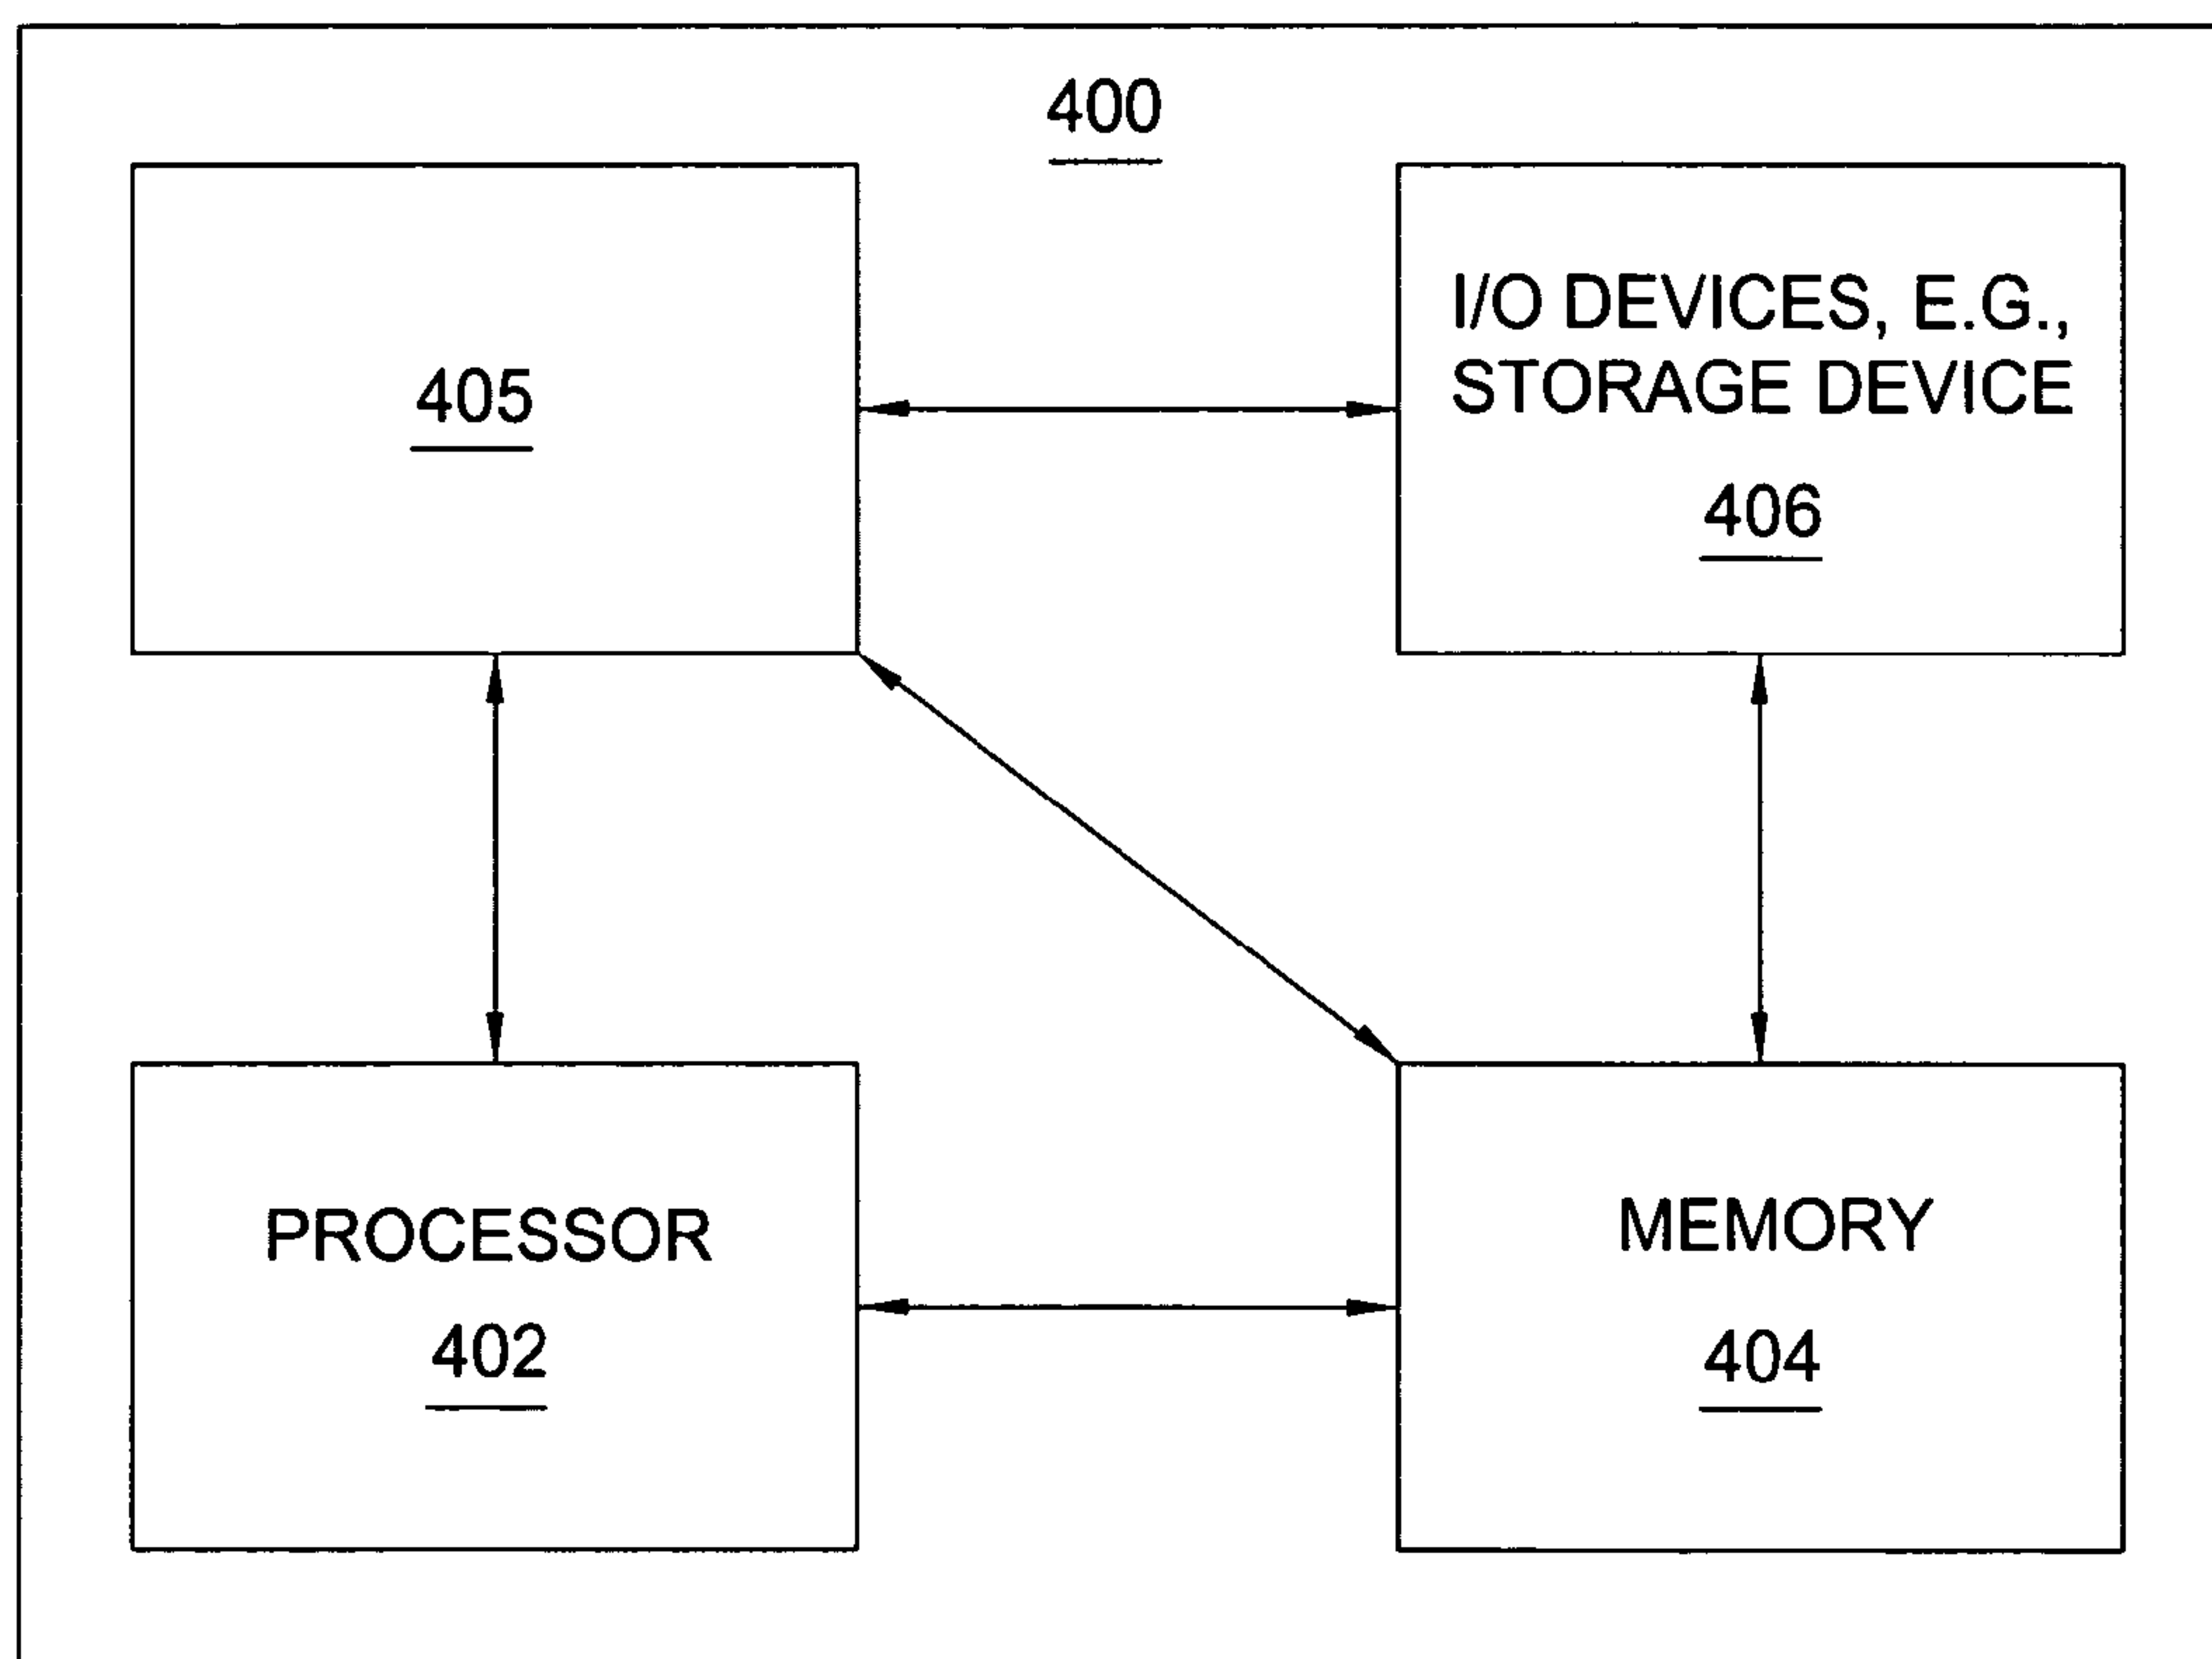 400
405
I/O DEVICES, E.G.,
STORAGE DEVICE
406
PROCESSOR
402
MEMORY
404